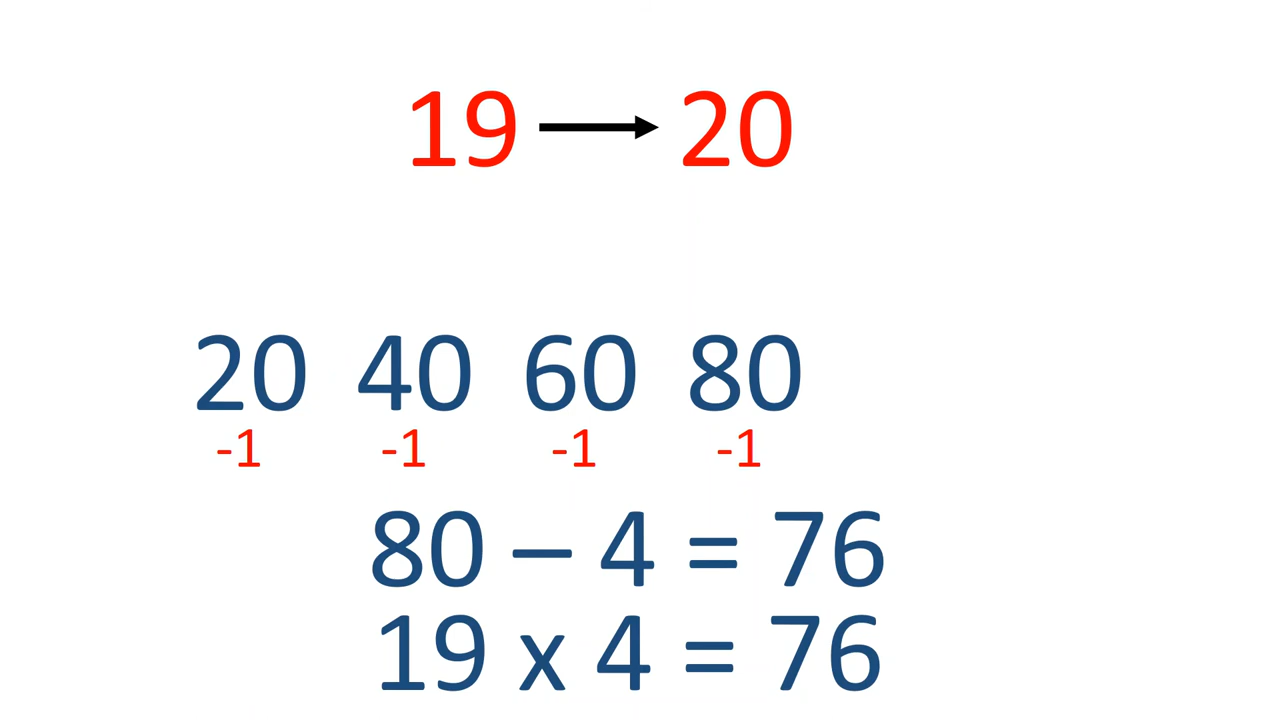 19 → 20
20 40 60 80
-1 -1 -1 -1
80 – 4 = 76
19 x 4 = 76